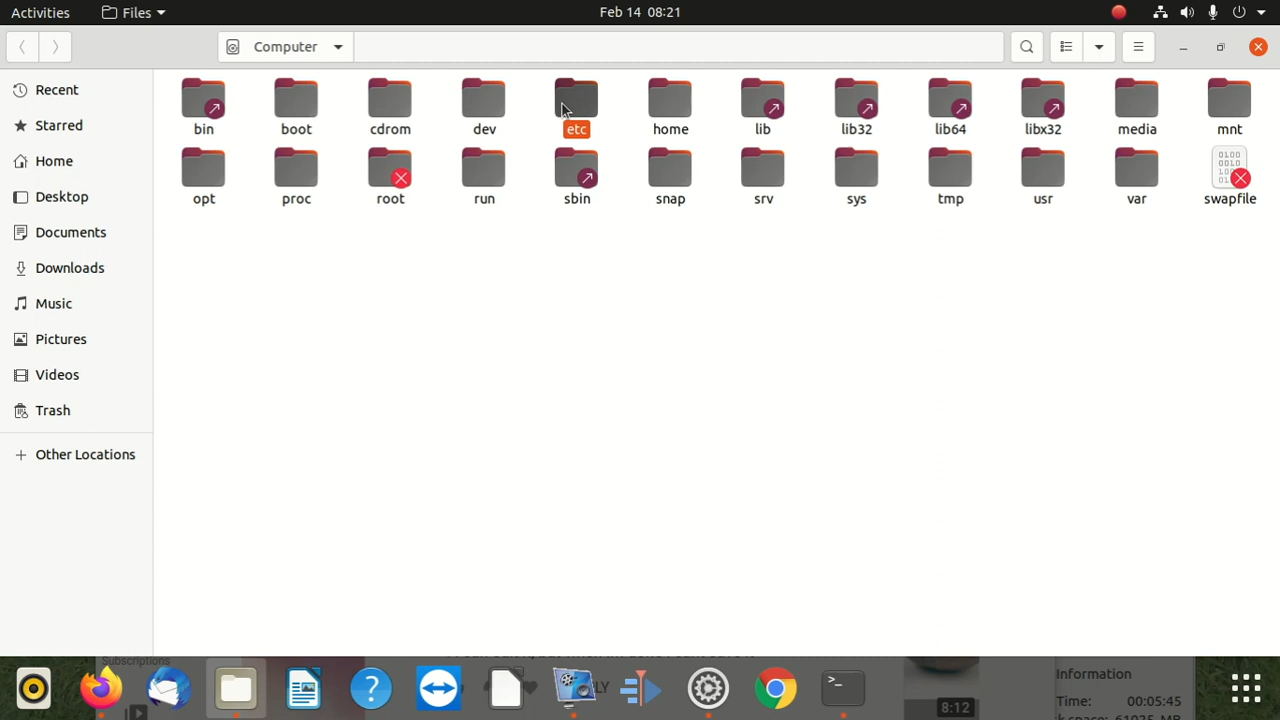 Activities Files Feb 14 08:21
Computer
Recent
Starred
Home
Desktop
Documents
Downloads
Music
Pictures
Videos
Trash
Other Locations
bin boot cdrom dev etc home lib lib32 lib64 libx32 media mnt
opt proc root run sbin snap srv sys tmp usr var swapfile
Subscriptions
LY
8:12
Information
Time: 00:05:45